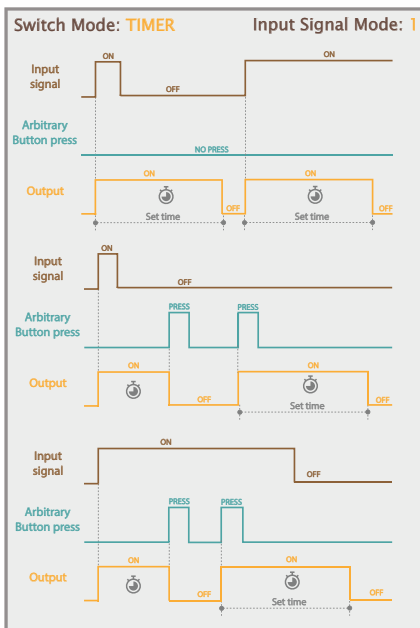 Switch Mode: TIMER Input Signal Mode: 1
ON ON
Input
signal
OFF
Arbitrary
Button press
NO PRESS
ON ON
Output
OFF OFF
Set time Set time
ON
Input
signal
OFF
PRESS PRESS
Arbitrary
Button press
ON ON
Output
OFF
OFF
Set time
ON
Input
signal
OFF
PRESS PRESS
Arbitrary
Button press
ON ON
Output
OFF OFF
Set time